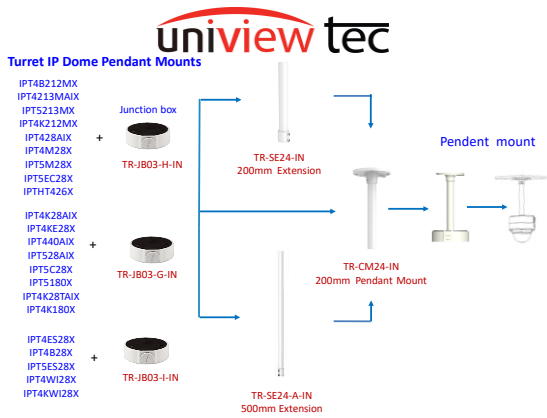 uniview tec
Turret IP Dome Pendant Mounts
IPT4B212MX
IPT4213MAIX
IPT5213MX
IPT4K212MX
IPT428AIX
IPT4M28X
IPT5M28X
IPT5EC28X
IPTHT426X
+
Junction box
TR-JB03-H-IN
TR-SE24-IN
200mm Extension
Pendent mount
IPT4K28AIX
IPT4KE28X
IPT440AIX
IPT528AIX
IPT5C28X
IPT5180X
IPT4K28TAIX
IPT4K180X
+
TR-JB03-G-IN
TR-CM24-IN
200mm Pendant Mount
IPT4ES28X
IPT4B28X
IPT5ES28X
IPT4WI28X
IPT4KWI28X
+
TR-JB03-I-IN
TR-SE24-A-IN
500mm Extension